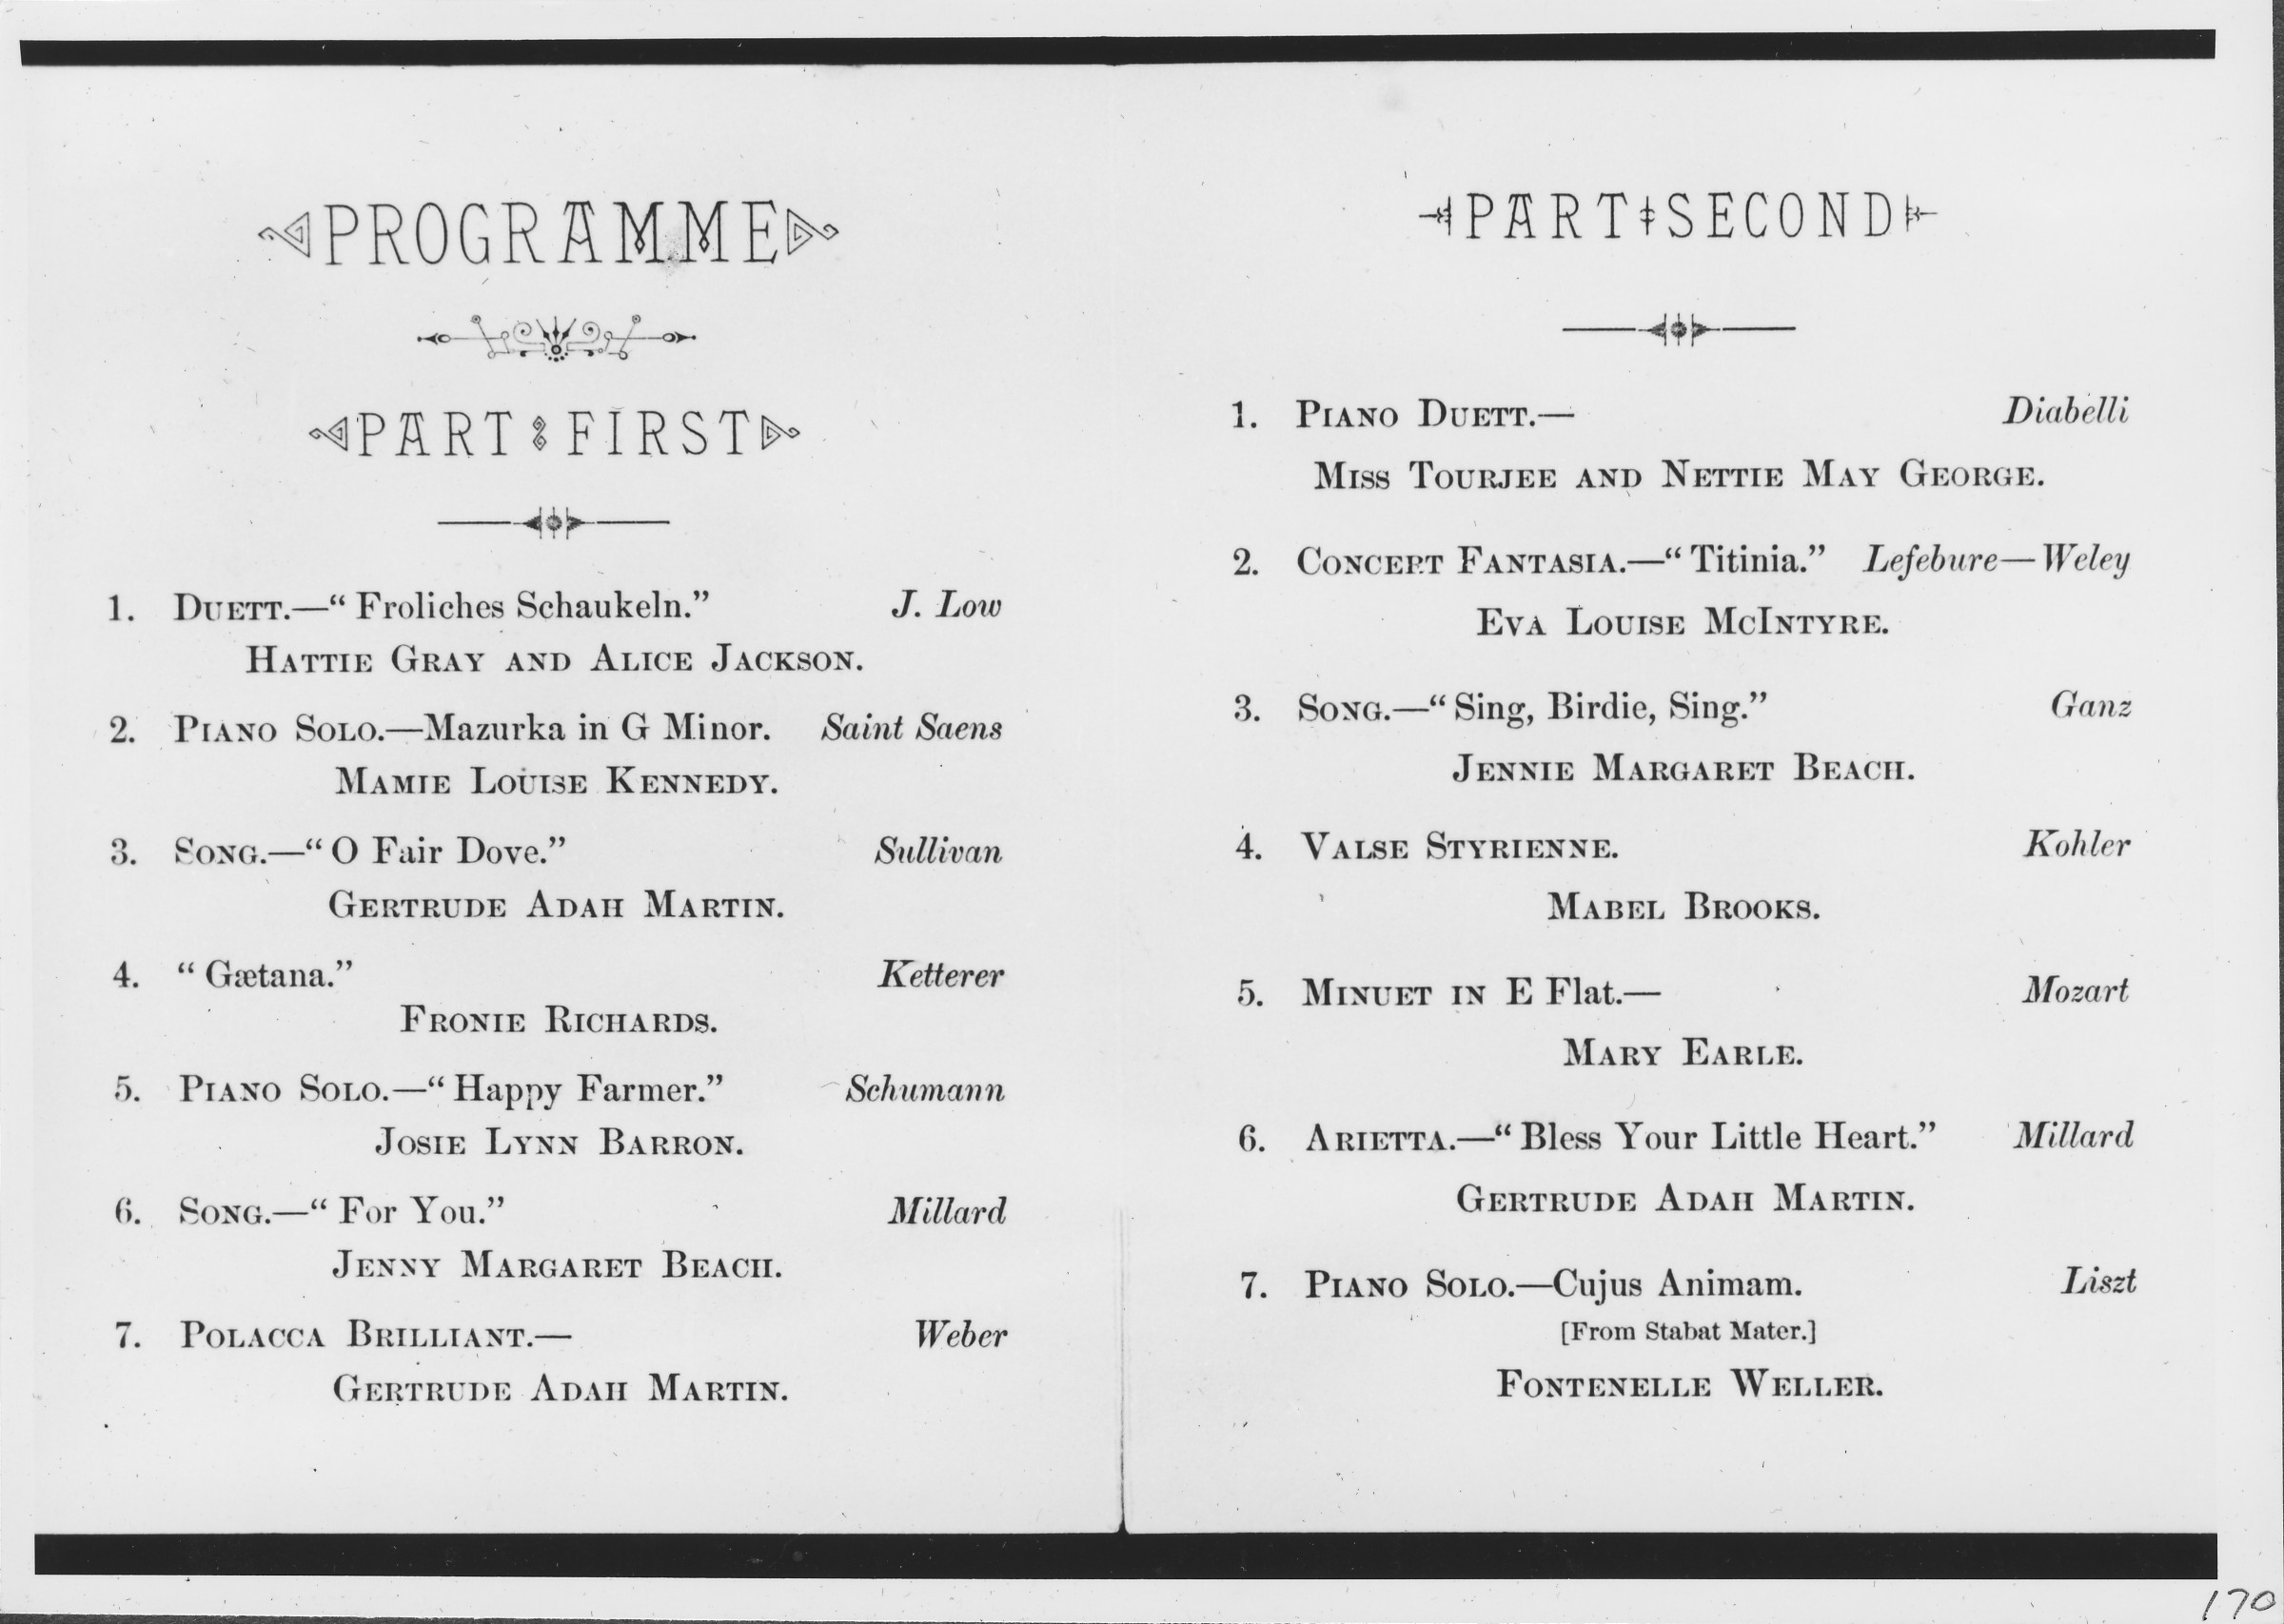 PROGRAMME
PART FIRST
1. DUETT.—“Froliches Schaukeln.” J. Low
HATTIE GRAY AND ALICE JACKSON.
2. PIANO SOLO.—Mazurka in G Minor. Saint Saens
MAMIE LOUISE KENNEDY.
3. SONG.—“O Fair Dove.” Sullivan
GERTRUDE ADAH MARTIN.
4. “Gætana.” Ketterer
FRONIE RICHARDS.
5. PIANO SOLO.—“Happy Farmer.” Schumann
JOSIE LYNN BARRON.
6. SONG.—“For You.” Millard
JENNY MARGARET BEACH.
7. POLACCA BRILLIANT.— Weber
GERTRUDE ADAH MARTIN.
PART SECOND
1. PIANO DUETT.— Diabelli
MISS TOURJEE AND NETTIE MAY GEORGE.
2. CONCERT FANTASIA.—“Titinia.” Lefebure—Weley
EVA LOUISE MCINTYRE.
3. SONG.—“Sing, Birdie, Sing.” Ganz
JENNIE MARGARET BEACH.
4. VALSE STYRIENNE. Kohler
MABEL BROOKS.
5. MINUET IN E Flat.— Mozart
MARY EARLE.
6. ARIETTA.—“Bless Your Little Heart.” Millard
GERTRUDE ADAH MARTIN.
7. PIANO SOLO.—Cujus Animam. Liszt
[From Stabat Mater.]
FONTENELLE WELLER.
170